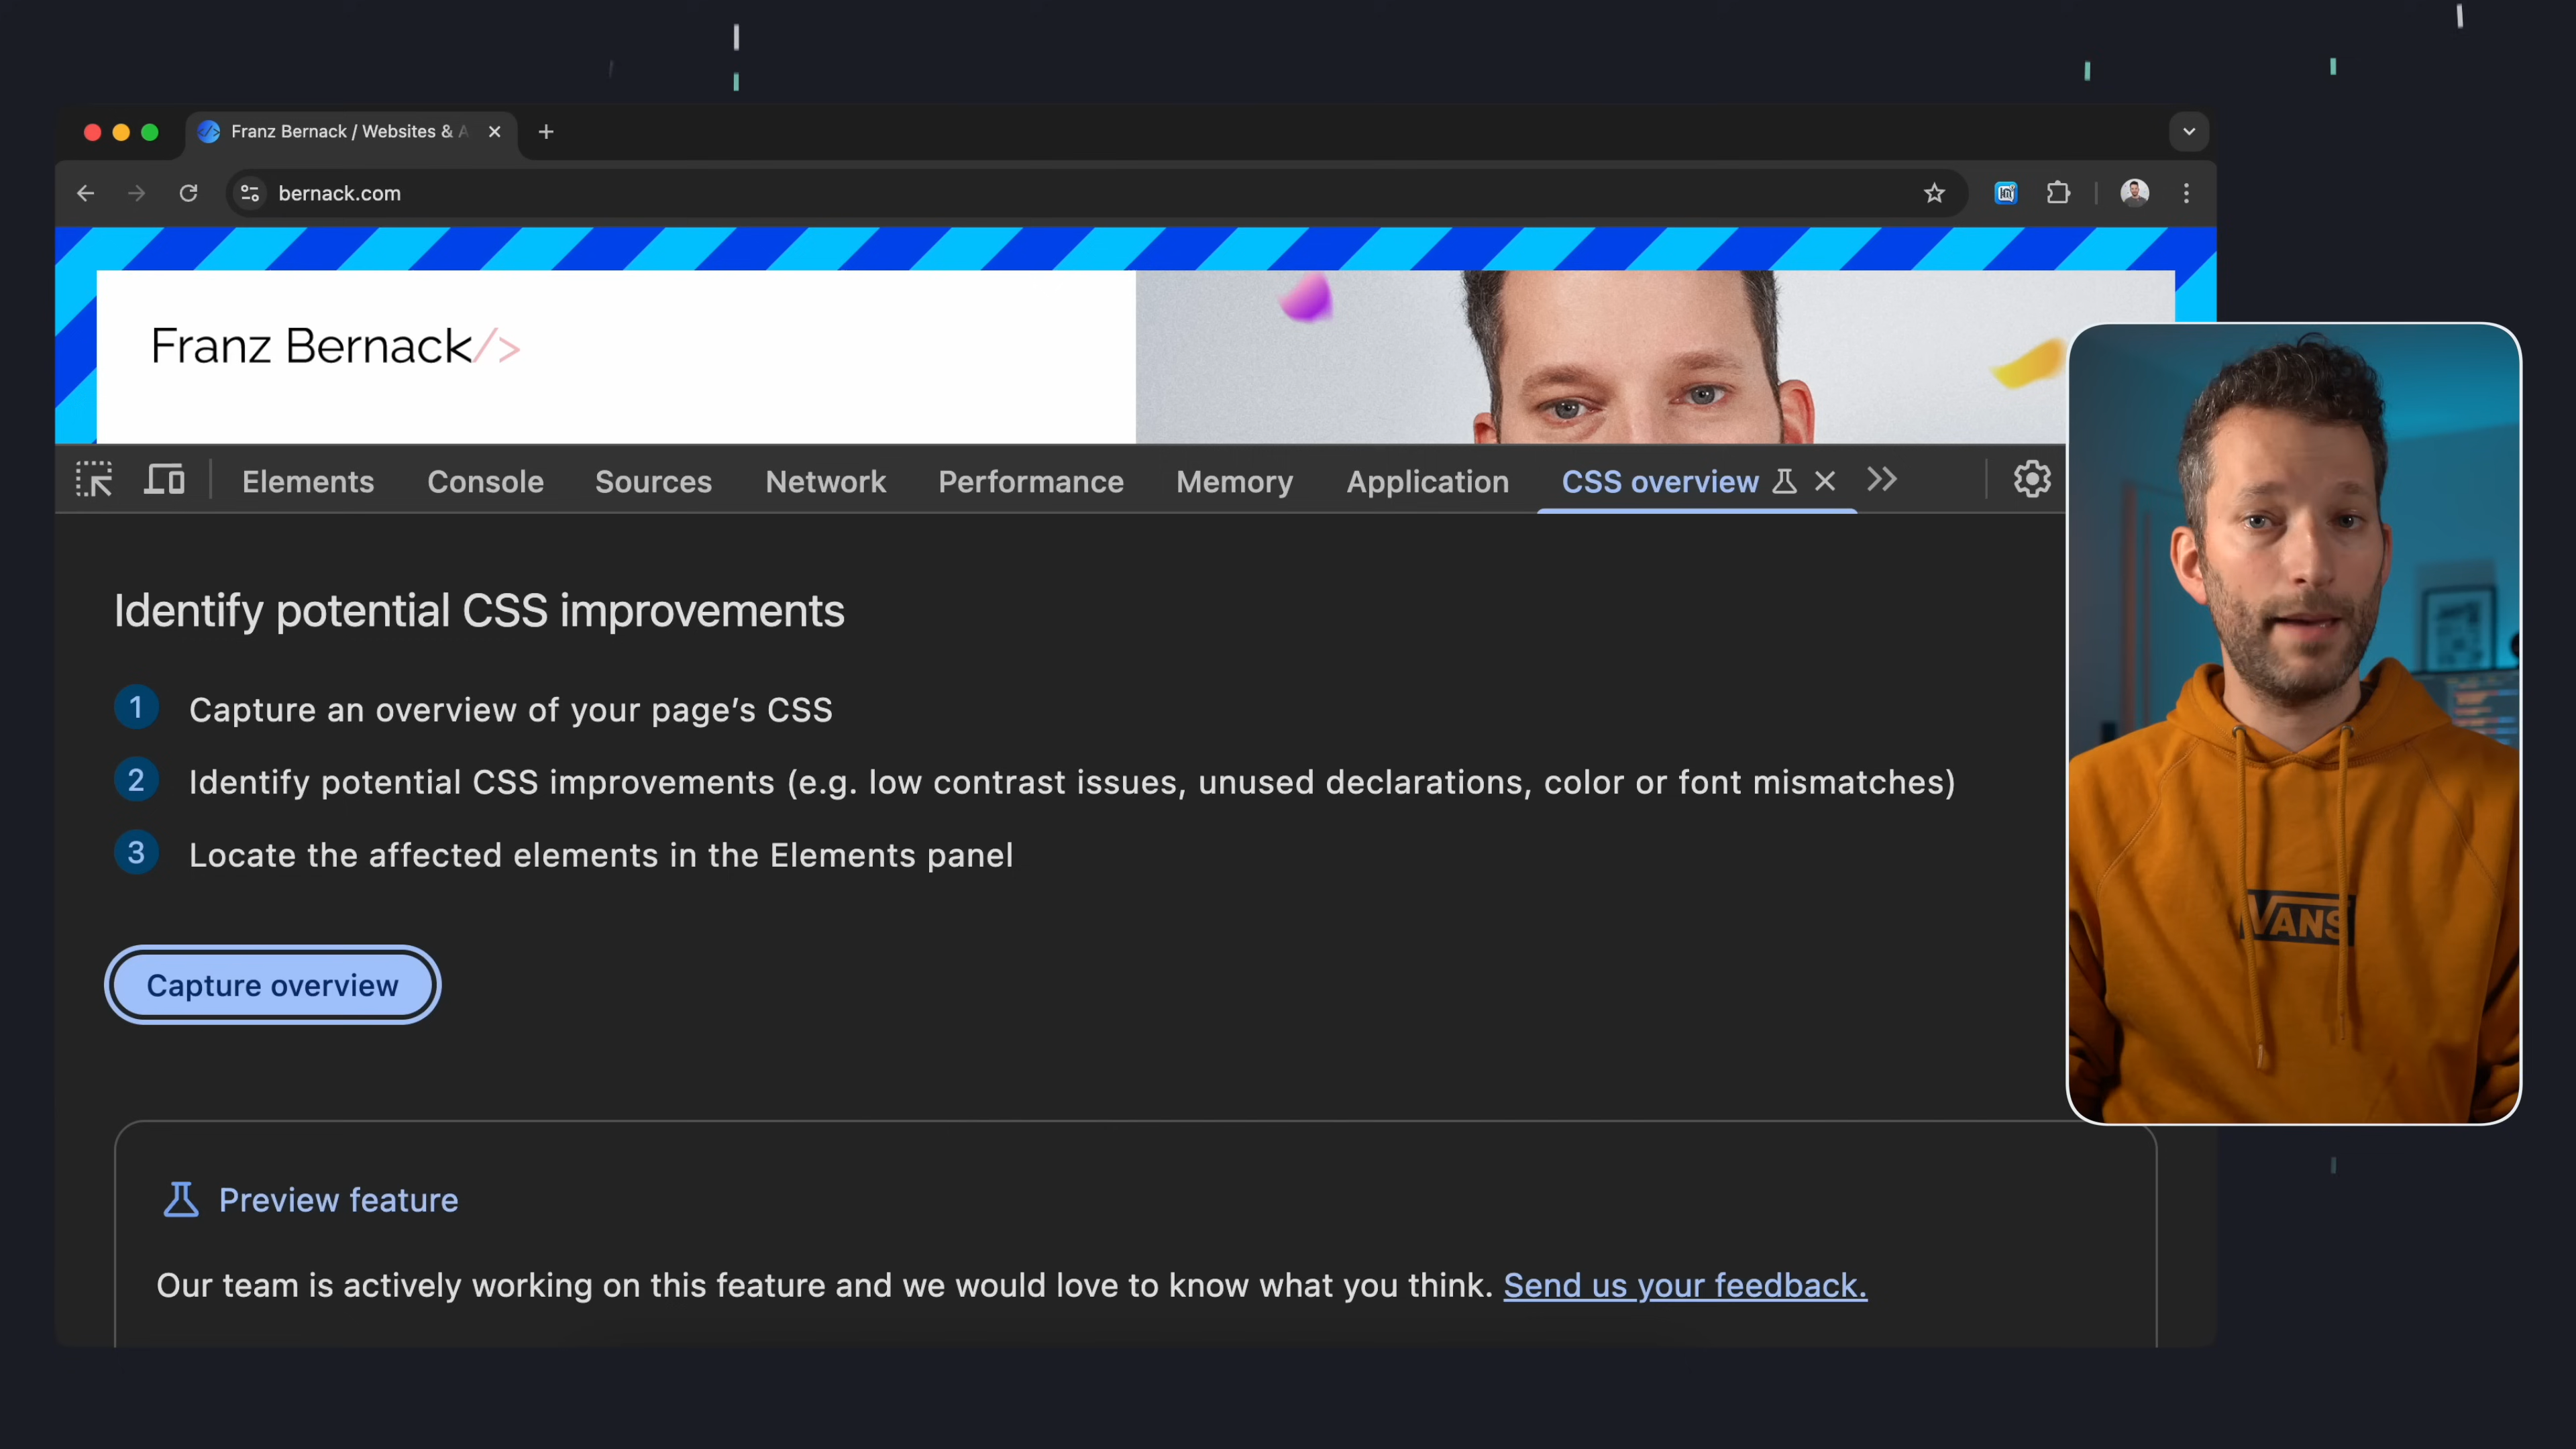 Franz Bernack / Websites & A
bernack.com
Franz Bernack</>
Elements Console Sources Network Performance Memory Application CSS overview
Identify potential CSS improvements
1 Capture an overview of your page’s CSS
2 Identify potential CSS improvements (e.g. low contrast issues, unused declarations, color or font mismatches)
3 Locate the affected elements in the Elements panel
Capture overview
Preview feature
Our team is actively working on this feature and we would love to know what you think. Send us your feedback.
VANS